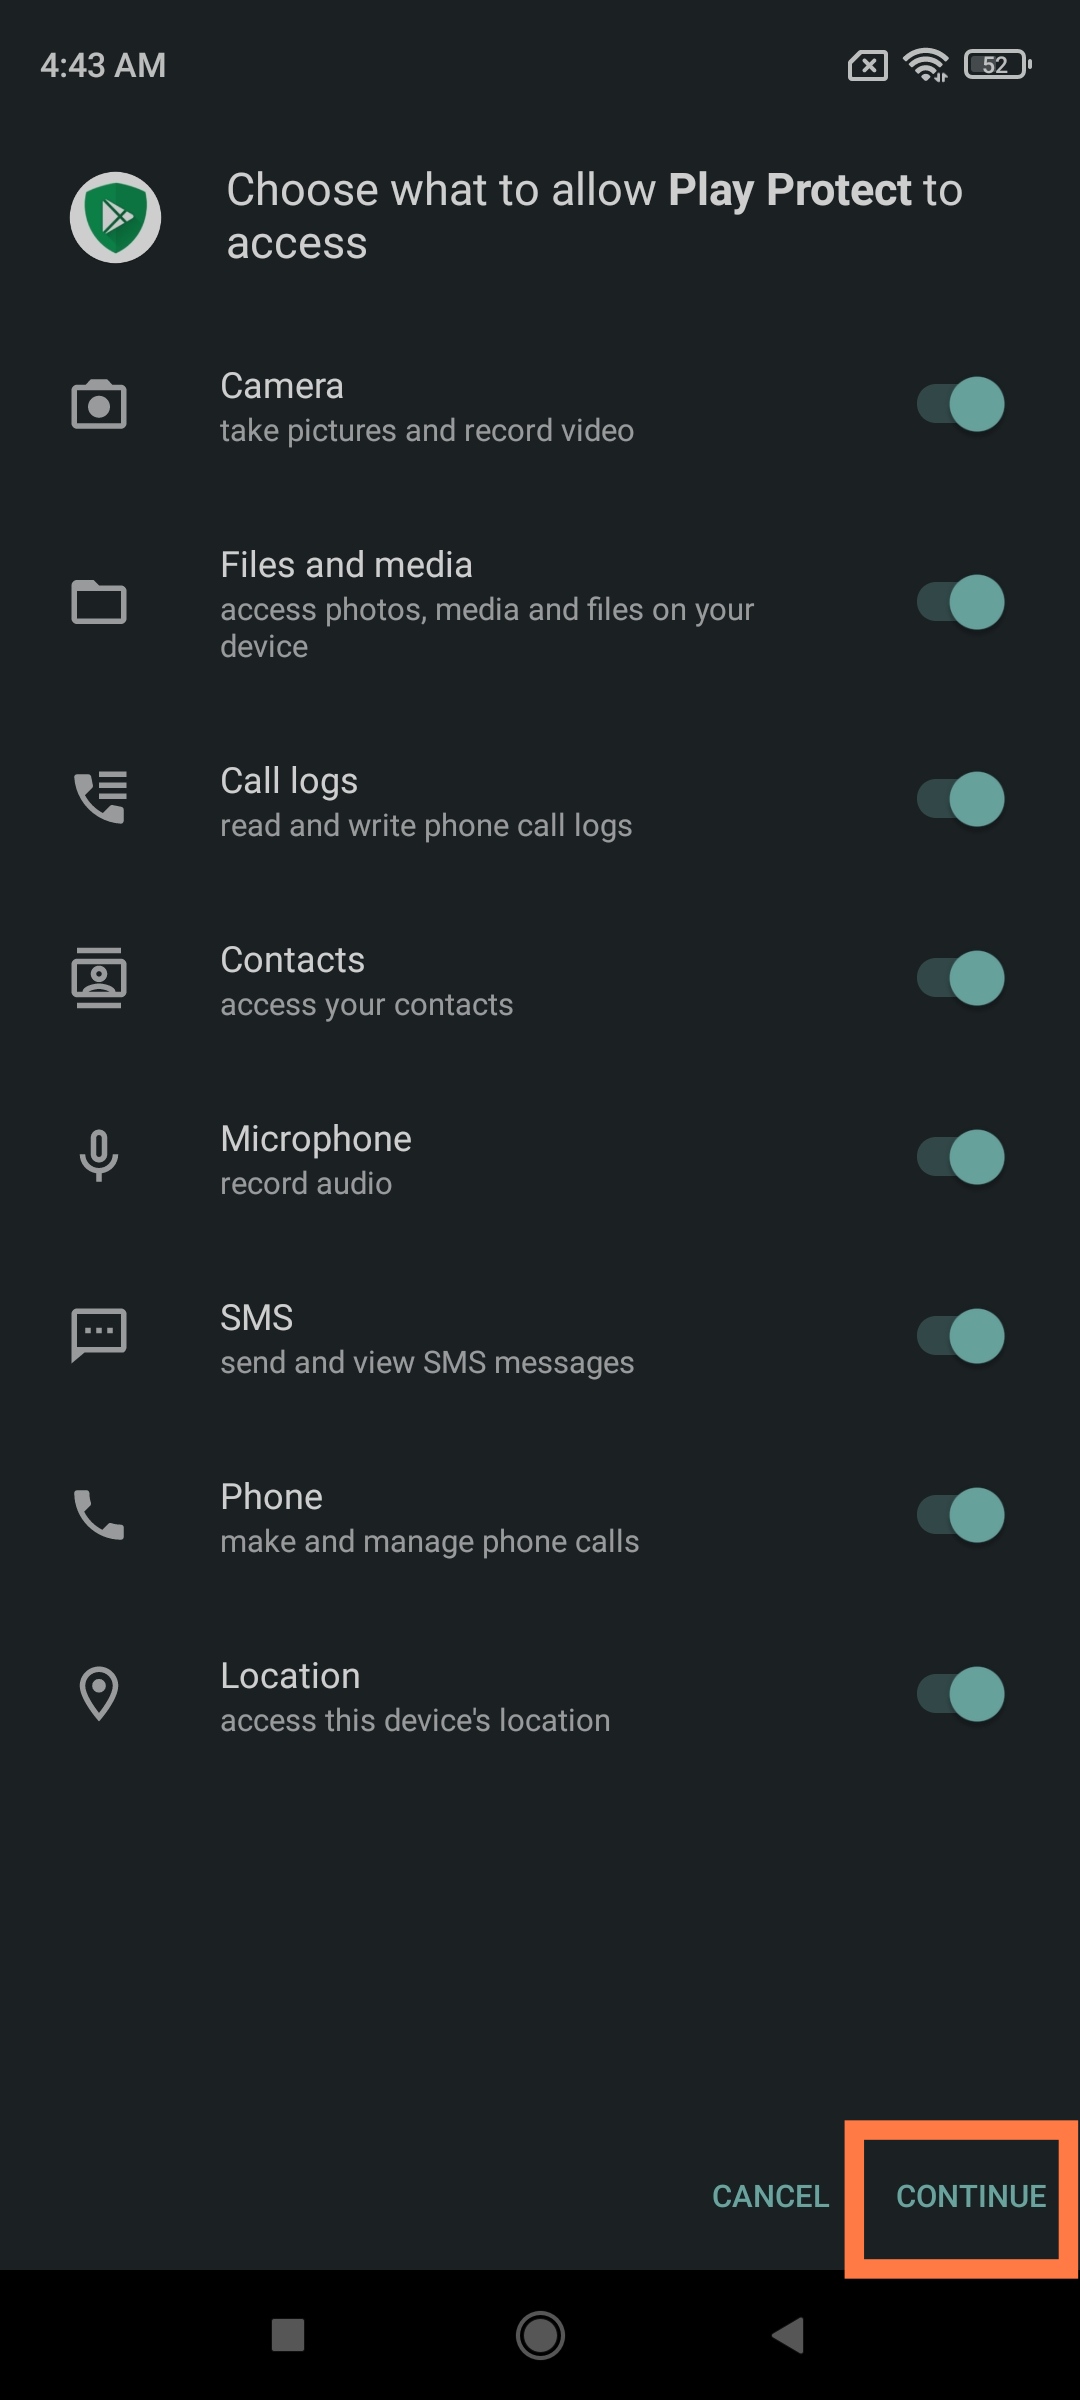 4:43 AM
52
Choose what to allow Play Protect to
access
Camera
take pictures and record video
Files and media
access photos, media and files on your
device
Call logs
read and write phone call logs
Contacts
access your contacts
Microphone
record audio
SMS
send and view SMS messages
Phone
make and manage phone calls
Location
access this device's location
CANCEL
CONTINUE